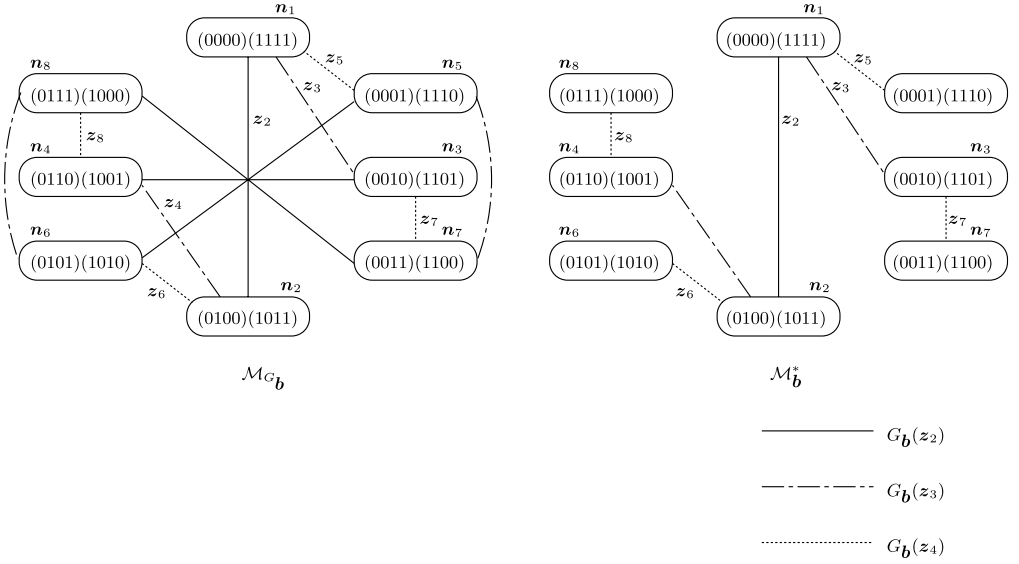 n₁
(0000)(1111)
n₈
(0111)(1000)
z₅
n₅
(0001)(1110)
z₃
z₂
z₈
n₄
(0110)(1001)
n₃
(0010)(1101)
z₄
z₇
n₆
(0101)(1010)
n₇
(0011)(1100)
z₆
n₂
(0100)(1011)
ℳ_{G_b}
n₁
(0000)(1111)
n₈
(0111)(1000)
z₅
(0001)(1110)
z₃
z₂
z₈
n₄
(0110)(1001)
n₃
(0010)(1101)
z₇
n₆
(0101)(1010)
n₇
(0011)(1100)
z₆
n₂
(0100)(1011)
ℳ*_b
G_b(z₂)
G_b(z₃)
G_b(z₄)